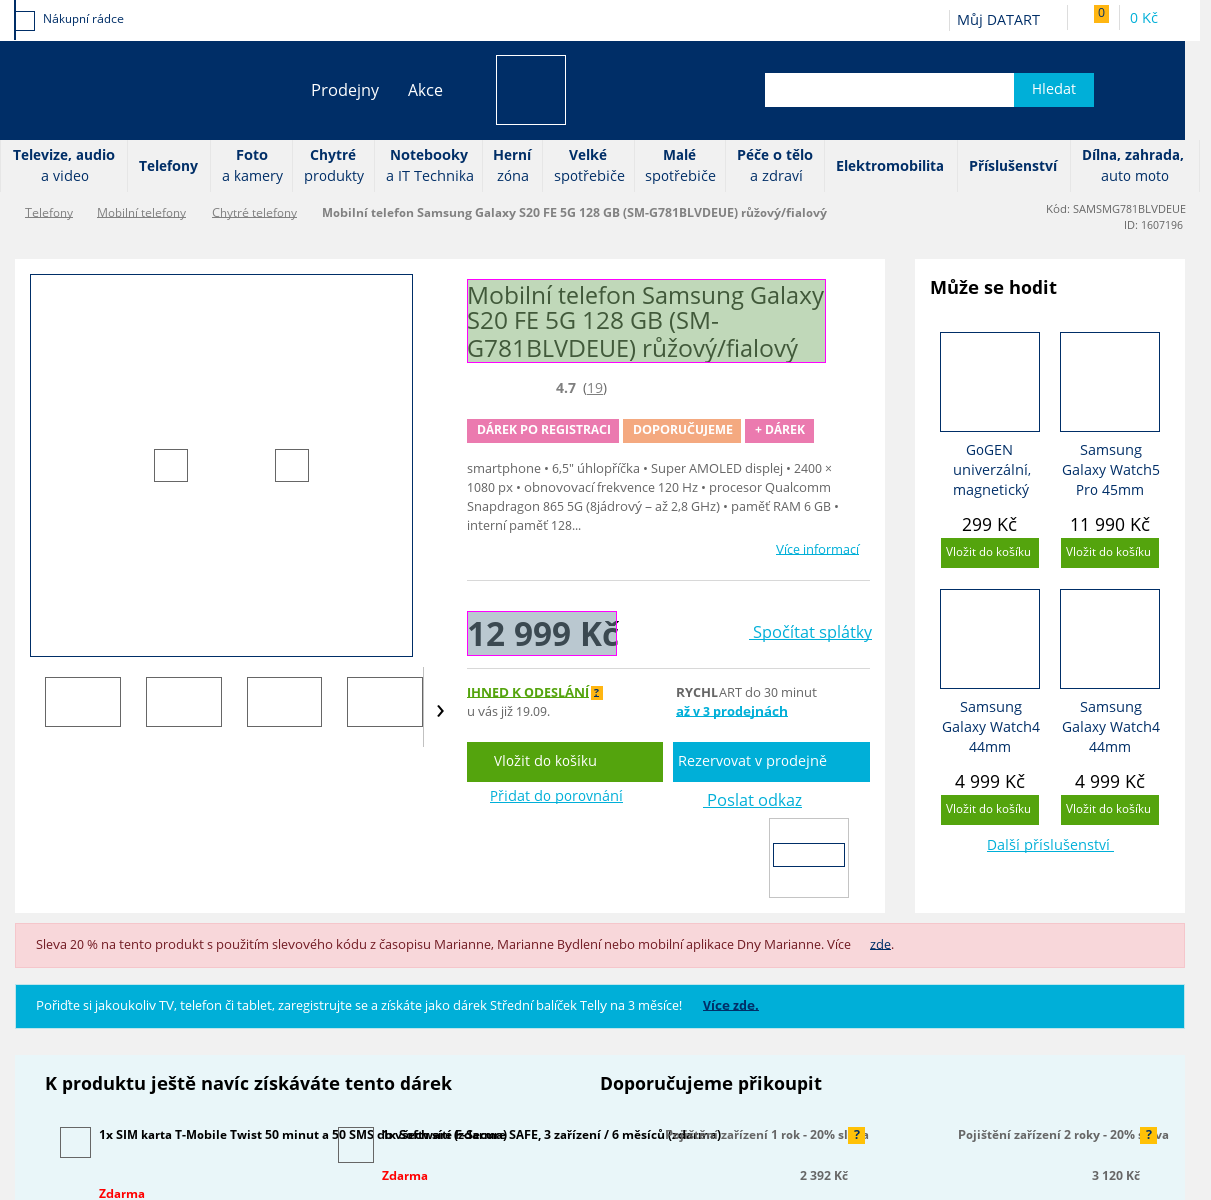 Nákupní rádce
Můj DATART
0
0 Kč
Prodejny
Akce
Hledat
Televize, audio
a video
Telefony
Foto
a kamery
Chytré
produkty
Notebooky
a IT Technika
Herní
zóna
Velké
spotřebiče
Malé
spotřebiče
Péče o tělo
a zdraví
Elektromobilita
Příslušenství
Dílna, zahrada,
auto moto
Telefony
Mobilní telefony
Chytré telefony
Mobilní telefon Samsung Galaxy S20 FE 5G 128 GB (SM-G781BLVDEUE) růžový/fialový
Kód: SAMSMG781BLVDEUE
ID: 1607196
Mobilní telefon Samsung Galaxy
S20 FE 5G 128 GB (SM-
G781BLVDEUE) růžový/fialový
4.7 (19)
DÁREK PO REGISTRACI
DOPORUČUJEME
+ DÁREK
smartphone • 6,5" úhlopříčka • Super AMOLED displej • 2400 ×
1080 px • obnovovací frekvence 120 Hz • procesor Qualcomm
Snapdragon 865 5G (8jádrový – až 2,8 GHz) • paměť RAM 6 GB •
interní paměť 128...
Více informací
12 999 Kč
Spočítat splátky
IHNED K ODESLÁNÍ ?
u vás již 19.09.
RYCHLART do 30 minut
až v 3 prodejnách
Vložit do košíku
Rezervovat v prodejně
Přidat do porovnání
Poslat odkaz
Může se hodit
GoGEN
univerzální,
magnetický
299 Kč
Vložit do košíku
Samsung
Galaxy Watch5
Pro 45mm
11 990 Kč
Vložit do košíku
Samsung
Galaxy Watch4
44mm
4 999 Kč
Vložit do košíku
Samsung
Galaxy Watch4
44mm
4 999 Kč
Vložit do košíku
Další příslušenství
Sleva 20 % na tento produkt s použitím slevového kódu z časopisu Marianne, Marianne Bydlení nebo mobilní aplikace Dny Marianne. Více zde.
Pořiďte si jakoukoliv TV, telefon či tablet, zaregistrujte se a získáte jako dárek Střední balíček Telly na 3 měsíce! Více zde.
K produktu ještě navíc získáváte tento dárek
Doporučujeme přikoupit
1x SIM karta T-Mobile Twist 50 minut a 50 SMS do všech sítí (zdarma)
Zdarma
1x Software F-Secure SAFE, 3 zařízení / 6 měsíců (zdarma)
Zdarma
Pojištění zařízení 1 rok - 20% sleva
?
2 392 Kč
Pojištění zařízení 2 roky - 20% sleva
?
3 120 Kč